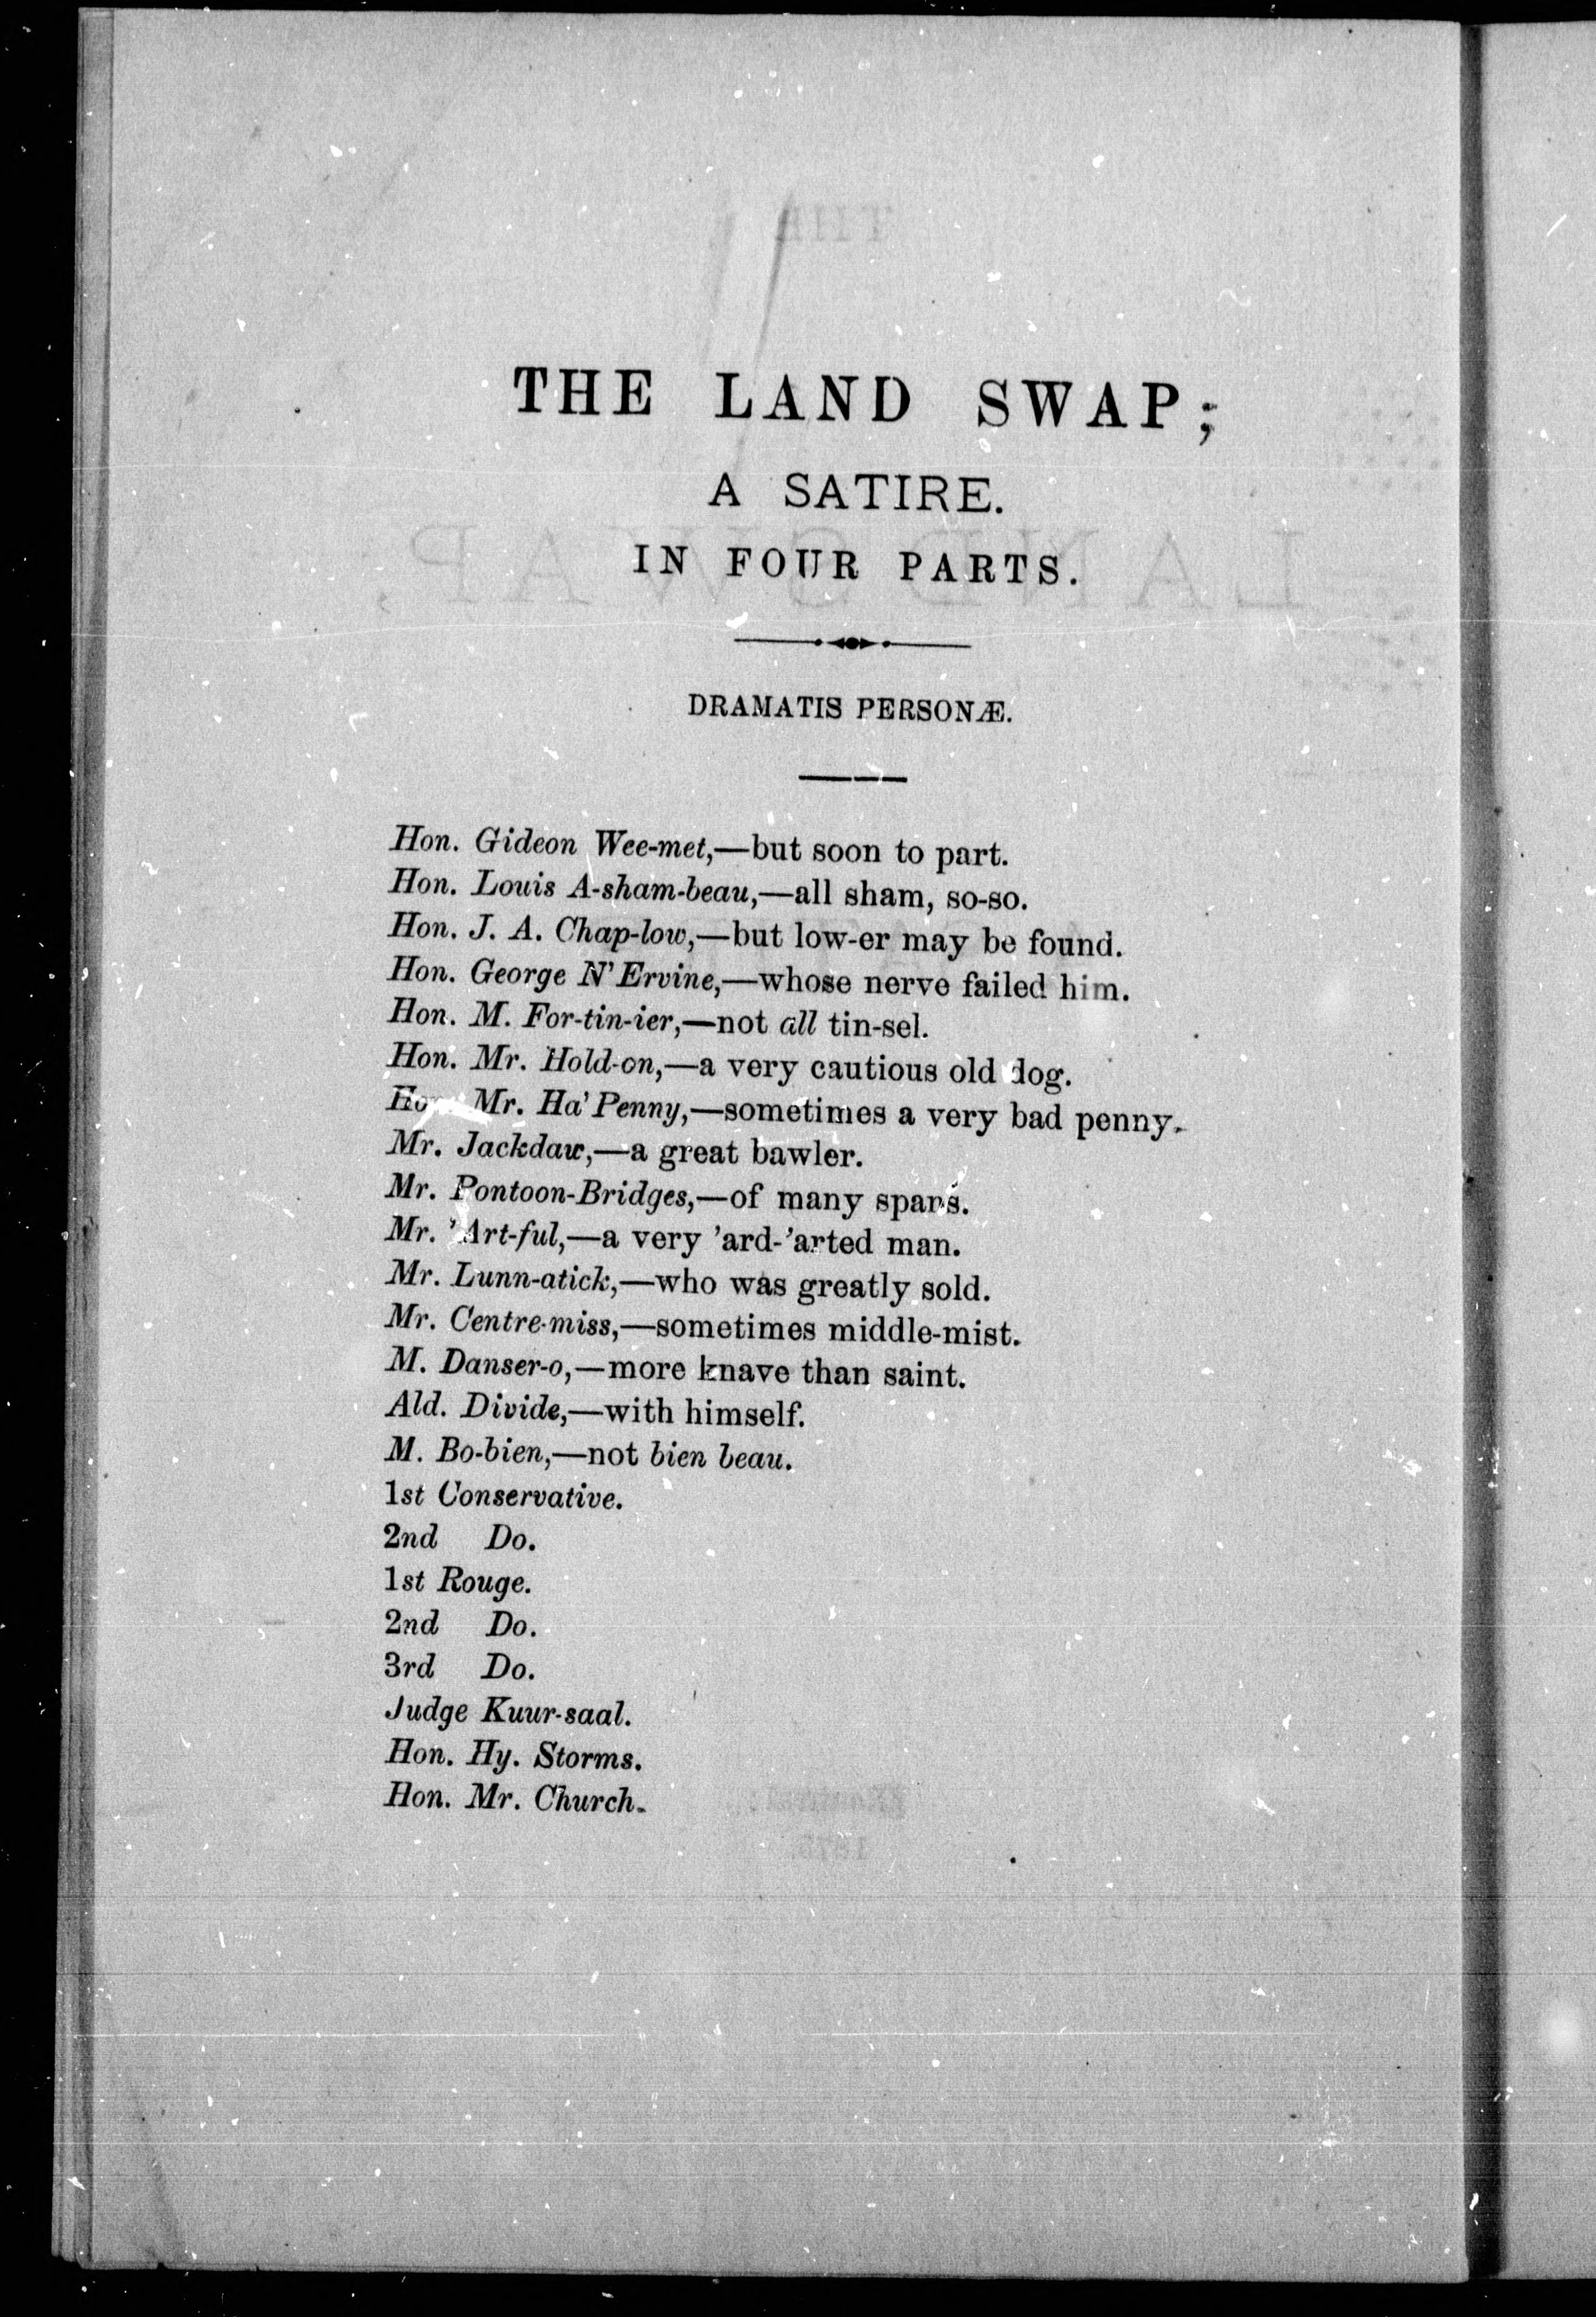 THE LAND SWAP;
A SATIRE.
IN FOUR PARTS.
DRAMATIS PERSONÆ.
Hon. Gideon Wee-met,—but soon to part.
Hon. Louis A-sham-beau,—all sham, so-so.
Hon. J. A. Chap-low,—but low-er may be found.
Hon. George N'Ervine,—whose nerve failed him.
Hon. M. For-tin-ier,—not all tin-sel.
Hon. Mr. Hold-on,—a very cautious old dog.
Hon. Mr. Ha'Penny,—sometimes a very bad penny.
Mr. Jackdaw,—a great bawler.
Mr. Pontoon-Bridges,—of many spans.
Mr. 'Art-ful,—a very 'ard-'arted man.
Mr. Lunn-atick,—who was greatly sold.
Mr. Centre-miss,—sometimes middle-mist.
M. Danser-o,—more knave than saint.
Ald. Divide,—with himself.
M. Bo-bien,—not bien beau.
1st Conservative.
2nd Do.
1st Rouge.
2nd Do.
3rd Do.
Judge Kuur-saal.
Hon. Hy. Storms.
Hon. Mr. Church.